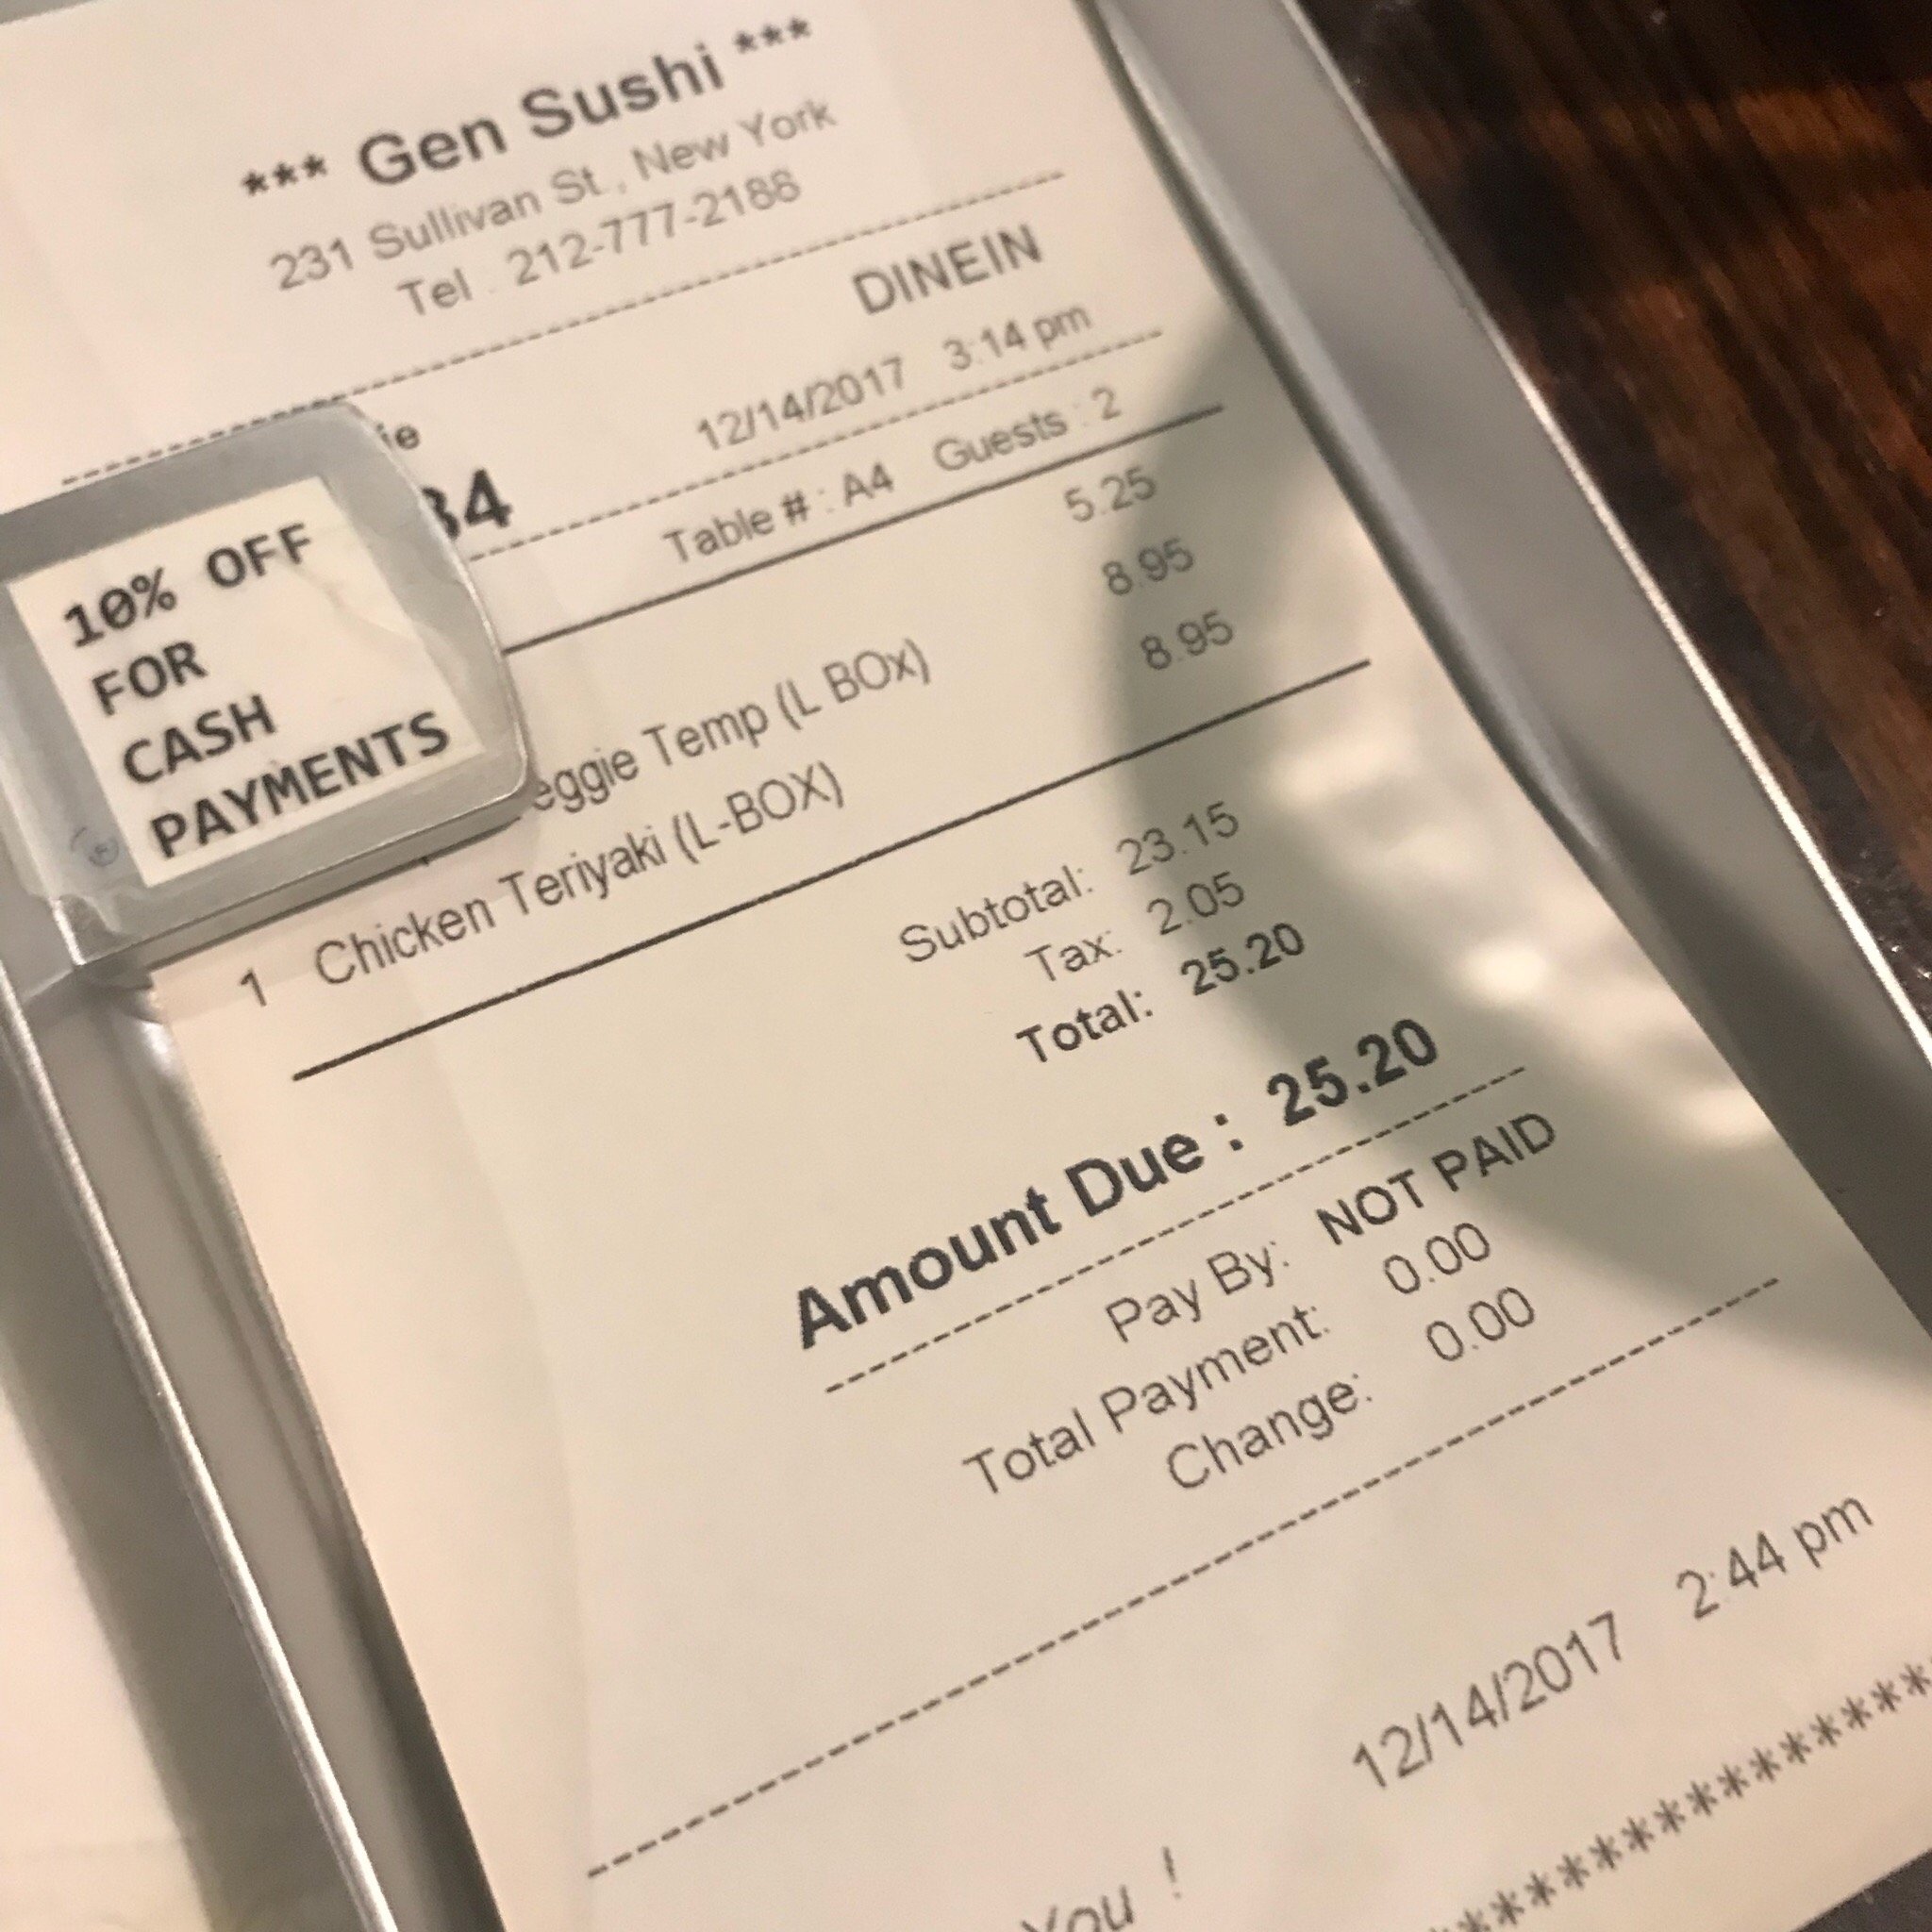 *** Gen Sushi ***
231 Sullivan St., New York
Tel : 212-777-2188
DINEIN
12/14/2017 3:14 pm
34
Table # : A4 Guests : 2
5.25
eggie Temp (L BOx) 8.95
1 Chicken Teriyaki (L-BOX) 8.95
Subtotal: 23.15
Tax: 2.05
Total: 25.20
Amount Due : 25.20
Pay By: NOT PAID
Total Payment: 0.00
Change: 0.00
12/14/2017 2:44 pm
You !
10% OFF
FOR
CASH
PAYMENTS